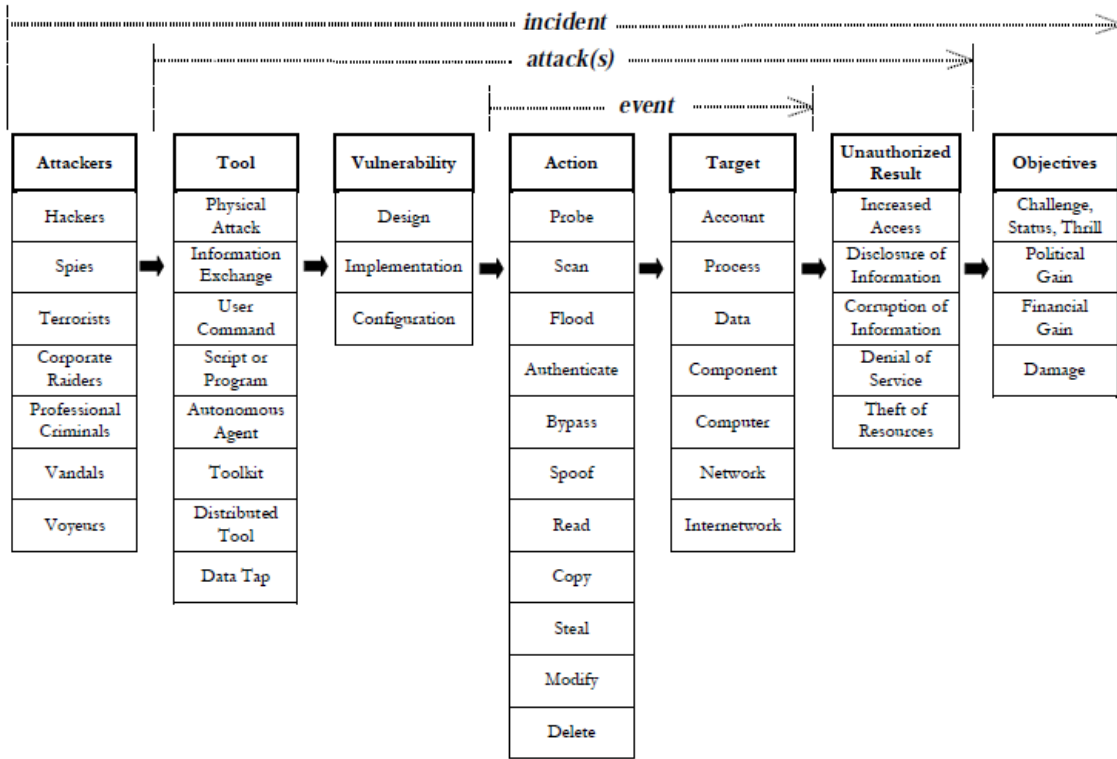 incident
attack(s)
event
Attackers
Hackers
Spies
Terrorists
Corporate
Raiders
Professional
Criminals
Vandals
Voyeurs
Tool
Physical
Attack
Information
Exchange
User
Command
Script or
Program
Autonomous
Agent
Toolkit
Distributed
Tool
Data Tap
Vulnerability
Design
Implementation
Configuration
Action
Probe
Scan
Flood
Authenticate
Bypass
Spoof
Read
Copy
Steal
Modify
Delete
Target
Account
Process
Data
Component
Computer
Network
Internetwork
Unauthorized
Result
Increased
Access
Disclosure of
Information
Corruption of
Information
Denial of
Service
Theft of
Resources
Objectives
Challenge,
Status, Thrill
Political
Gain
Financial
Gain
Damage